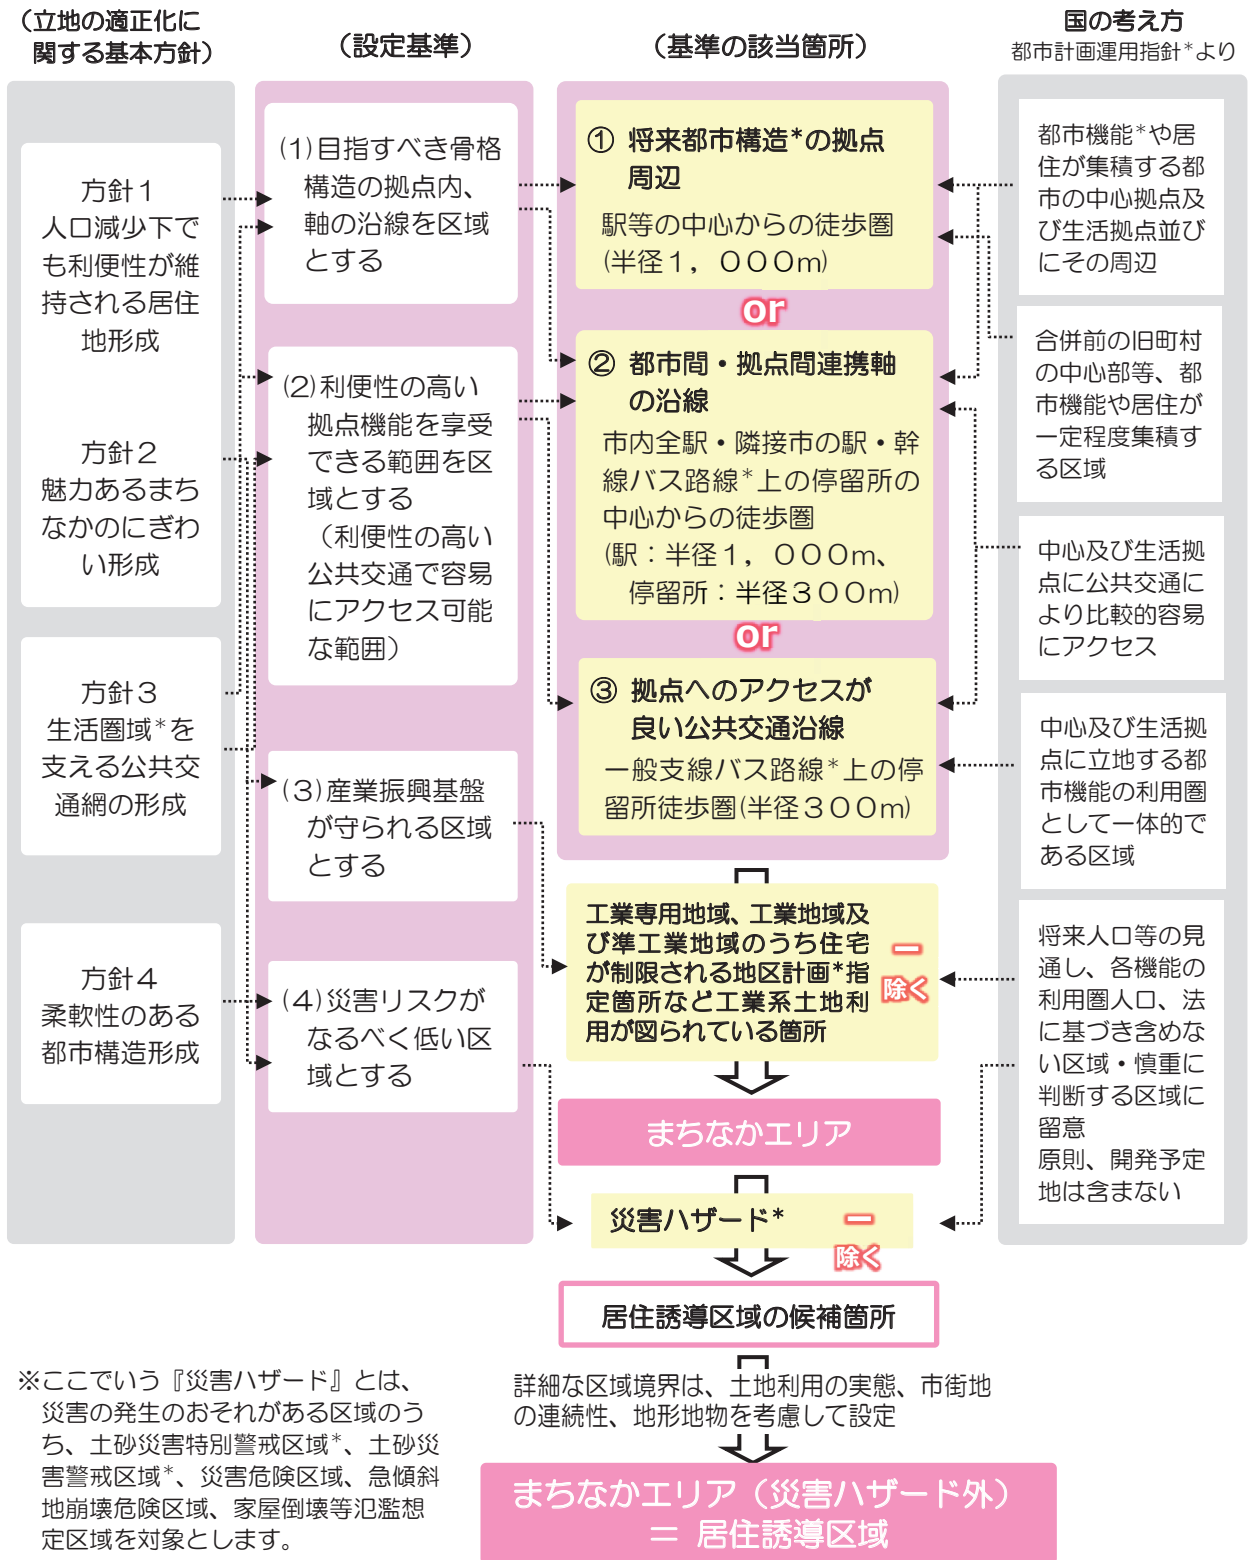 （立地の適正化に
関する基本方針）
方針１
人口減少下で
も利便性が維
持される居住
地形成
方針２
魅力あるまち
なかのにぎわ
い形成
方針３
生活圏域*を
支える公共交
通網の形成
方針４
柔軟性のある
都市構造形成
（設定基準）
(1)目指すべき骨格
構造の拠点内、
軸の沿線を区域
とする
(2)利便性の高い
拠点機能を享受
できる範囲を区
域とする
（利便性の高い
公共交通で容易
にアクセス可能
な範囲）
(３)産業振興基盤
が守られる区域
とする
(４)災害リスクが
なるべく低い区
域とする
（基準の該当箇所）
① 将来都市構造*の拠点
周辺
駅等の中心からの徒歩圏
(半径１，０００m)
or
② 都市間・拠点間連携軸
の沿線
市内全駅・隣接市の駅・幹
線バス路線*上の停留所の
中心からの徒歩圏
(駅：半径１，０００m、
停留所：半径３００m)
or
③ 拠点へのアクセスが
良い公共交通沿線
一般支線バス路線*上の停
留所徒歩圏(半径３００m)
工業専用地域、工業地域及
び準工業地域のうち住宅
が制限される地区計画*指
定箇所など工業系土地利
用が図られている箇所
ー
除く
まちなかエリア
災害ハザード*
ー
除く
居住誘導区域の候補箇所
詳細な区域境界は、土地利用の実態、市街地
の連続性、地形地物を考慮して設定
まちなかエリア（災害ハザード外）
＝ 居住誘導区域
国の考え方
都市計画運用指針*より
都市機能*や居
住が集積する都
市の中心拠点及
び生活拠点並び
にその周辺
合併前の旧町村
の中心部等、都
市機能や居住が
一定程度集積す
る区域
中心及び生活拠
点に公共交通に
より比較的容易
にアクセス
中心及び生活拠
点に立地する都
市機能の利用圏
として一体的で
ある区域
将来人口等の見
通し、各機能の
利用圏人口、法
に基づき含めな
い区域・慎重に
判断する区域に
留意
原則、開発予定
地は含まない
※ここでいう『災害ハザード』とは、
災害の発生のおそれがある区域のう
ち、土砂災害特別警戒区域*、土砂災
害警戒区域*、災害危険区域、急傾斜
地崩壊危険区域、家屋倒壊等氾濫想
定区域を対象とします。